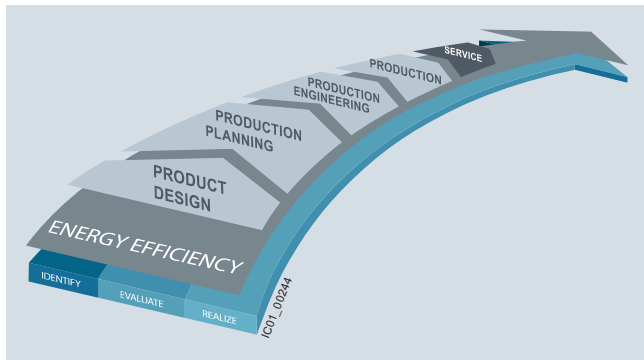 SERVICE
PRODUCTION
PRODUCTION
ENGINEERING
PRODUCTION
PLANNING
PRODUCT
DESIGN
ENERGY EFFICIENCY
IDENTIFY
EVALUATE
REALIZE
IC01_00244